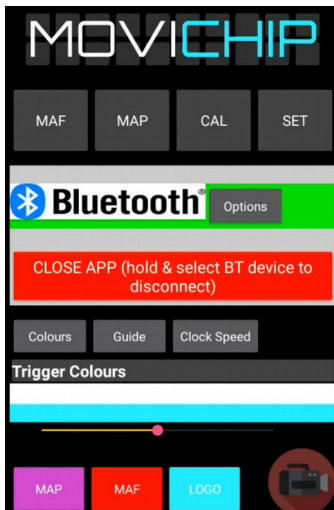 MOVICHIP
MAF MAP CAL SET
Bluetooth® Options
CLOSE APP (hold & select BT device to
disconnect)
Colours Guide Clock Speed
Trigger Colours
MAP MAF LOGO